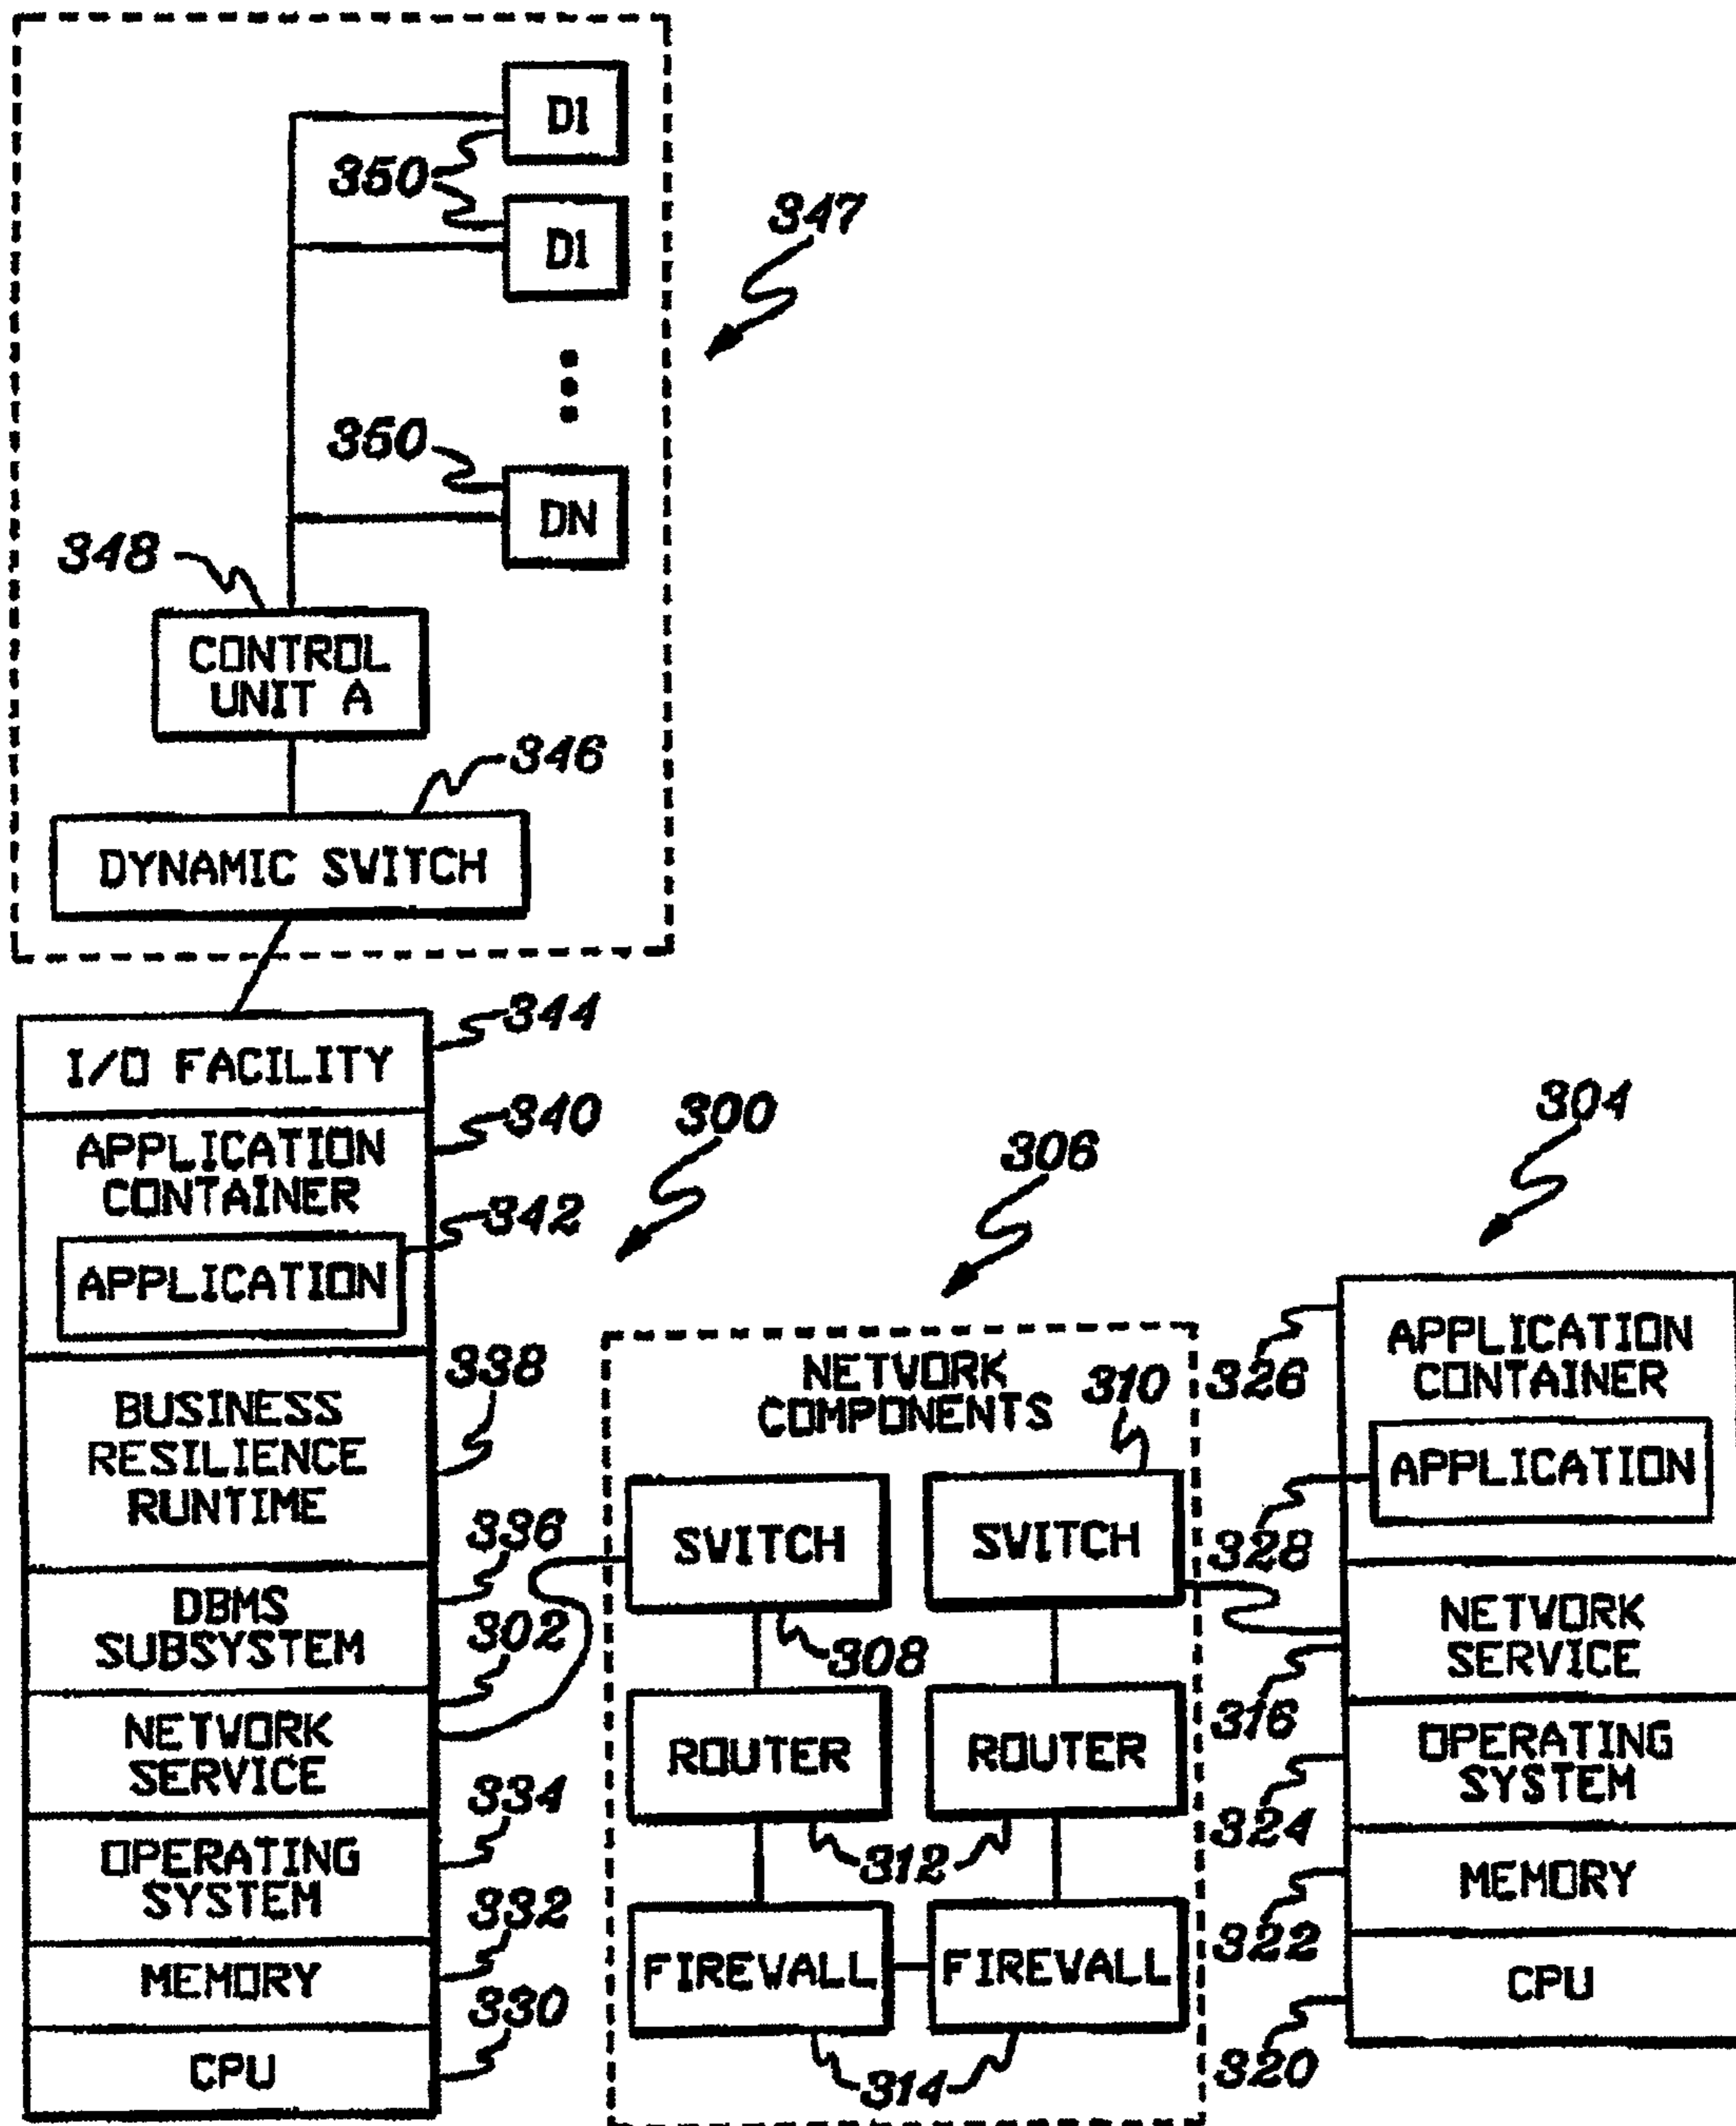 D1
350
D1
347
350
DN
348
CONTROL
UNIT A
346
DYNAMIC SWITCH
344
I/O FACILITY
340
APPLICATION
CONTAINER
342
APPLICATION
300
306
304
338
BUSINESS
RESILIENCE
RUNTIME
336
DBMS
SUBSYSTEM
302
NETWORK
SERVICE
334
OPERATING
SYSTEM
332
MEMORY
330
CPU
NETWORK
COMPONENTS
310
SWITCH
SWITCH
308
ROUTER
ROUTER
312
FIREWALL
FIREWALL
314
326
APPLICATION
CONTAINER
APPLICATION
328
NETWORK
SERVICE
316
OPERATING
SYSTEM
324
MEMORY
322
CPU
320